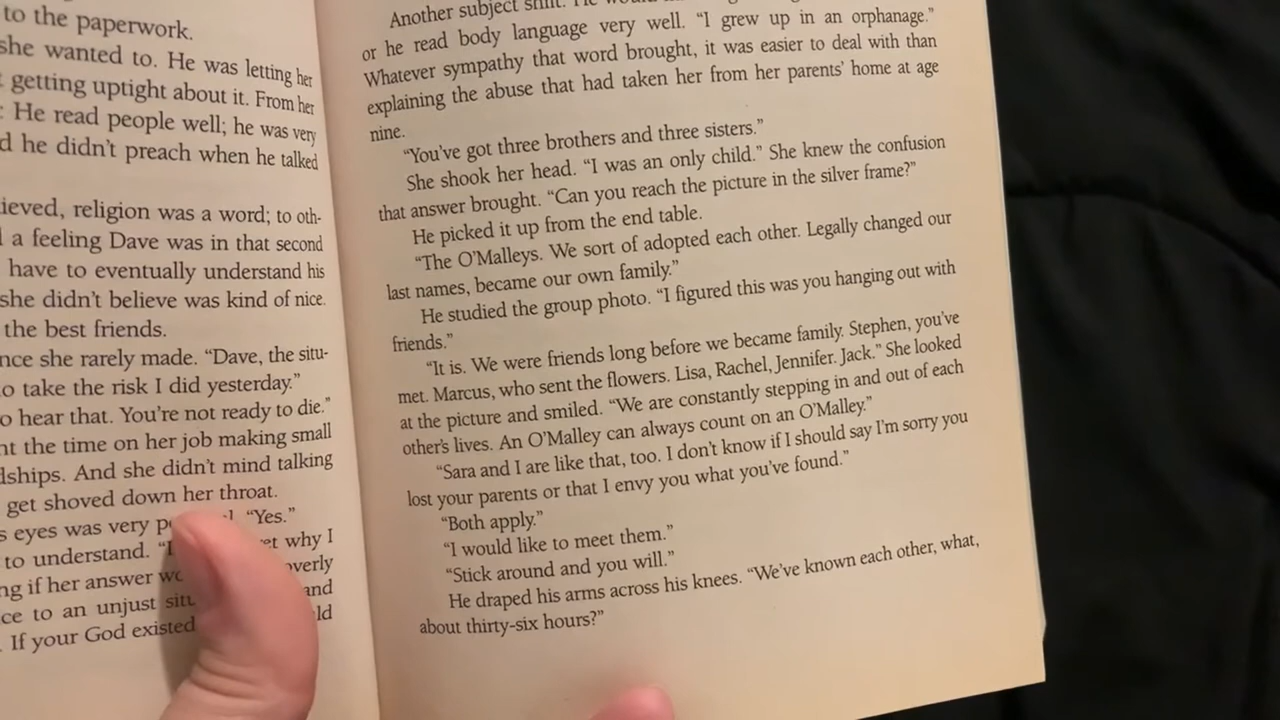 to the paperwork.
she wanted to. He was letting her
getting uptight about it. From her
: He read people well; he was very
d he didn't preach when he talked
ieved, religion was a word; to oth-
a feeling Dave was in that second
have to eventually understand his
she didn't believe was kind of nice.
the best friends.
nce she rarely made. “Dave, the situ-
o take the risk I did yesterday.”
o hear that. You're not ready to die.”
nt the time on her job making small
dships. And she didn't mind talking
get shoved down her throat.
s eyes was very “Yes.”
to understand. why I
ng if her answer overly
ce to an unjust and
. If your God existed
Another subject shift. He
or he read body language very well. “I grew up in an orphanage.”
Whatever sympathy that word brought, it was easier to deal with than
explaining the abuse that had taken her from her parents' home at age
nine.
“You've got three brothers and three sisters.”
She shook her head. “I was an only child.” She knew the confusion
that answer brought. “Can you reach the picture in the silver frame?”
He picked it up from the end table.
“The O'Malleys. We sort of adopted each other. Legally changed our
last names, became our own family.”
He studied the group photo. “I figured this was you hanging out with
friends.”
“It is. We were friends long before we became family. Stephen, you've
met. Marcus, who sent the flowers. Lisa, Rachel, Jennifer. Jack.” She looked
at the picture and smiled. “We are constantly stepping in and out of each
other's lives. An O'Malley can always count on an O'Malley.”
“Sara and I are like that, too. I don't know if I should say I'm sorry you
lost your parents or that I envy you what you've found.”
“Both apply.”
“I would like to meet them.”
“Stick around and you will.”
He draped his arms across his knees. “We've known each other, what,
about thirty-six hours?”